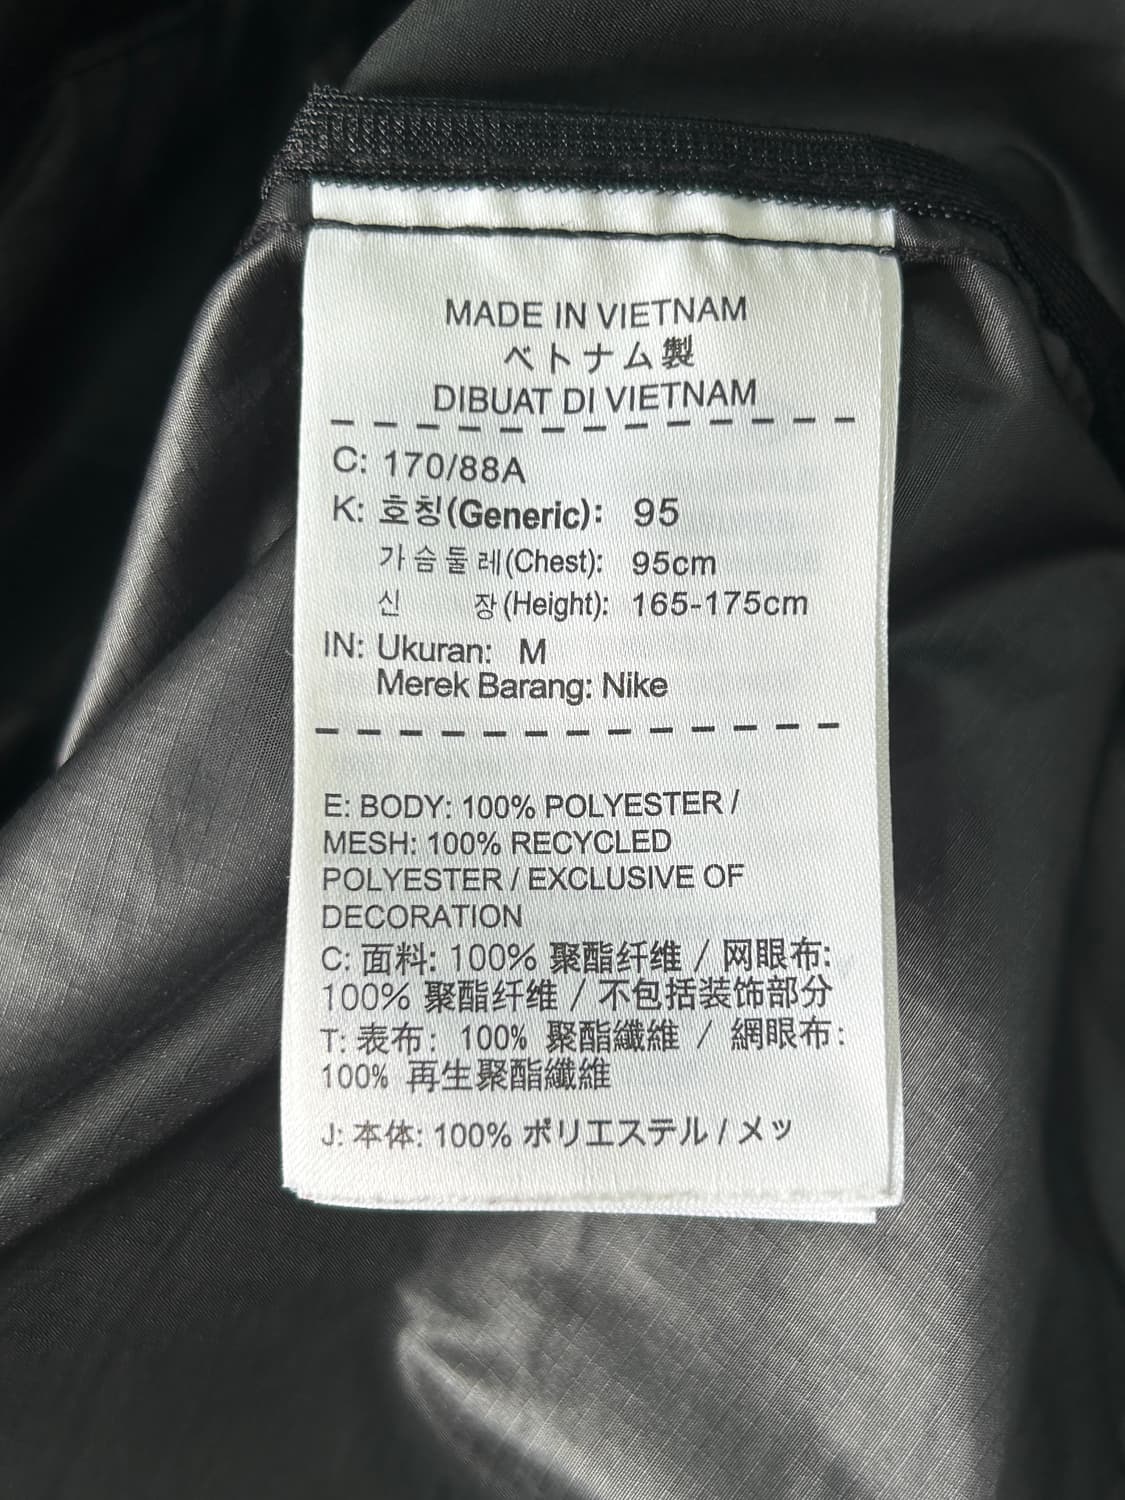 MADE IN VIETNAM
ベトナム製
DIBUAT DI VIETNAM
C: 170/88A
K: 호칭(Generic): 95
가슴둘레(Chest): 95cm
신 장(Height): 165-175cm
IN: Ukuran: M
Merek Barang: Nike
E: BODY: 100% POLYESTER /
MESH: 100% RECYCLED
POLYESTER / EXCLUSIVE OF
DECORATION
C: 面料: 100% 聚酯纤维 / 网眼布:
100% 聚酯纤维 / 不包括装饰部分
T: 表布: 100% 聚酯纖維 / 網眼布:
100% 再生聚酯纖維
J: 本体: 100% ポリエステル / メッ